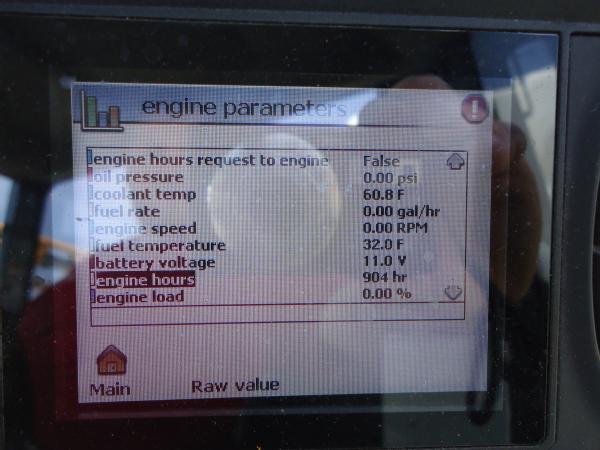 engine parameters
engine hours request to engine False
oil pressure 0.00 psi
coolant temp 60.8 F
fuel rate 0.00 gal/hr
engine speed 0.00 RPM
fuel temperature 32.0 F
battery voltage 11.0 V
engine hours 904 hr
engine load 0.00 %
Main Raw value